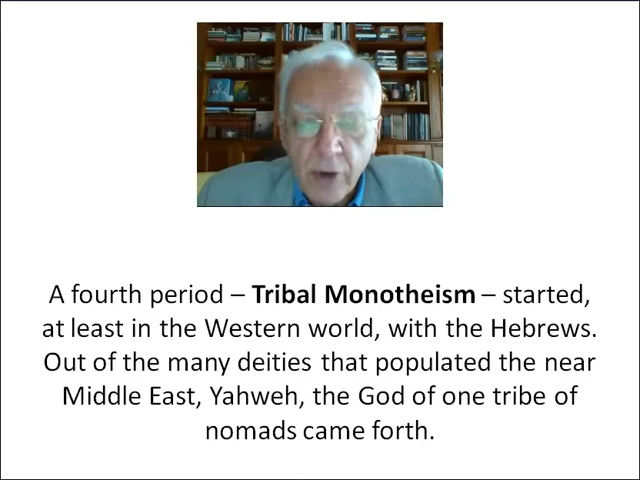 A fourth period – Tribal Monotheism – started,
at least in the Western world, with the Hebrews.
Out of the many deities that populated the near
Middle East, Yahweh, the God of one tribe of
nomads came forth.